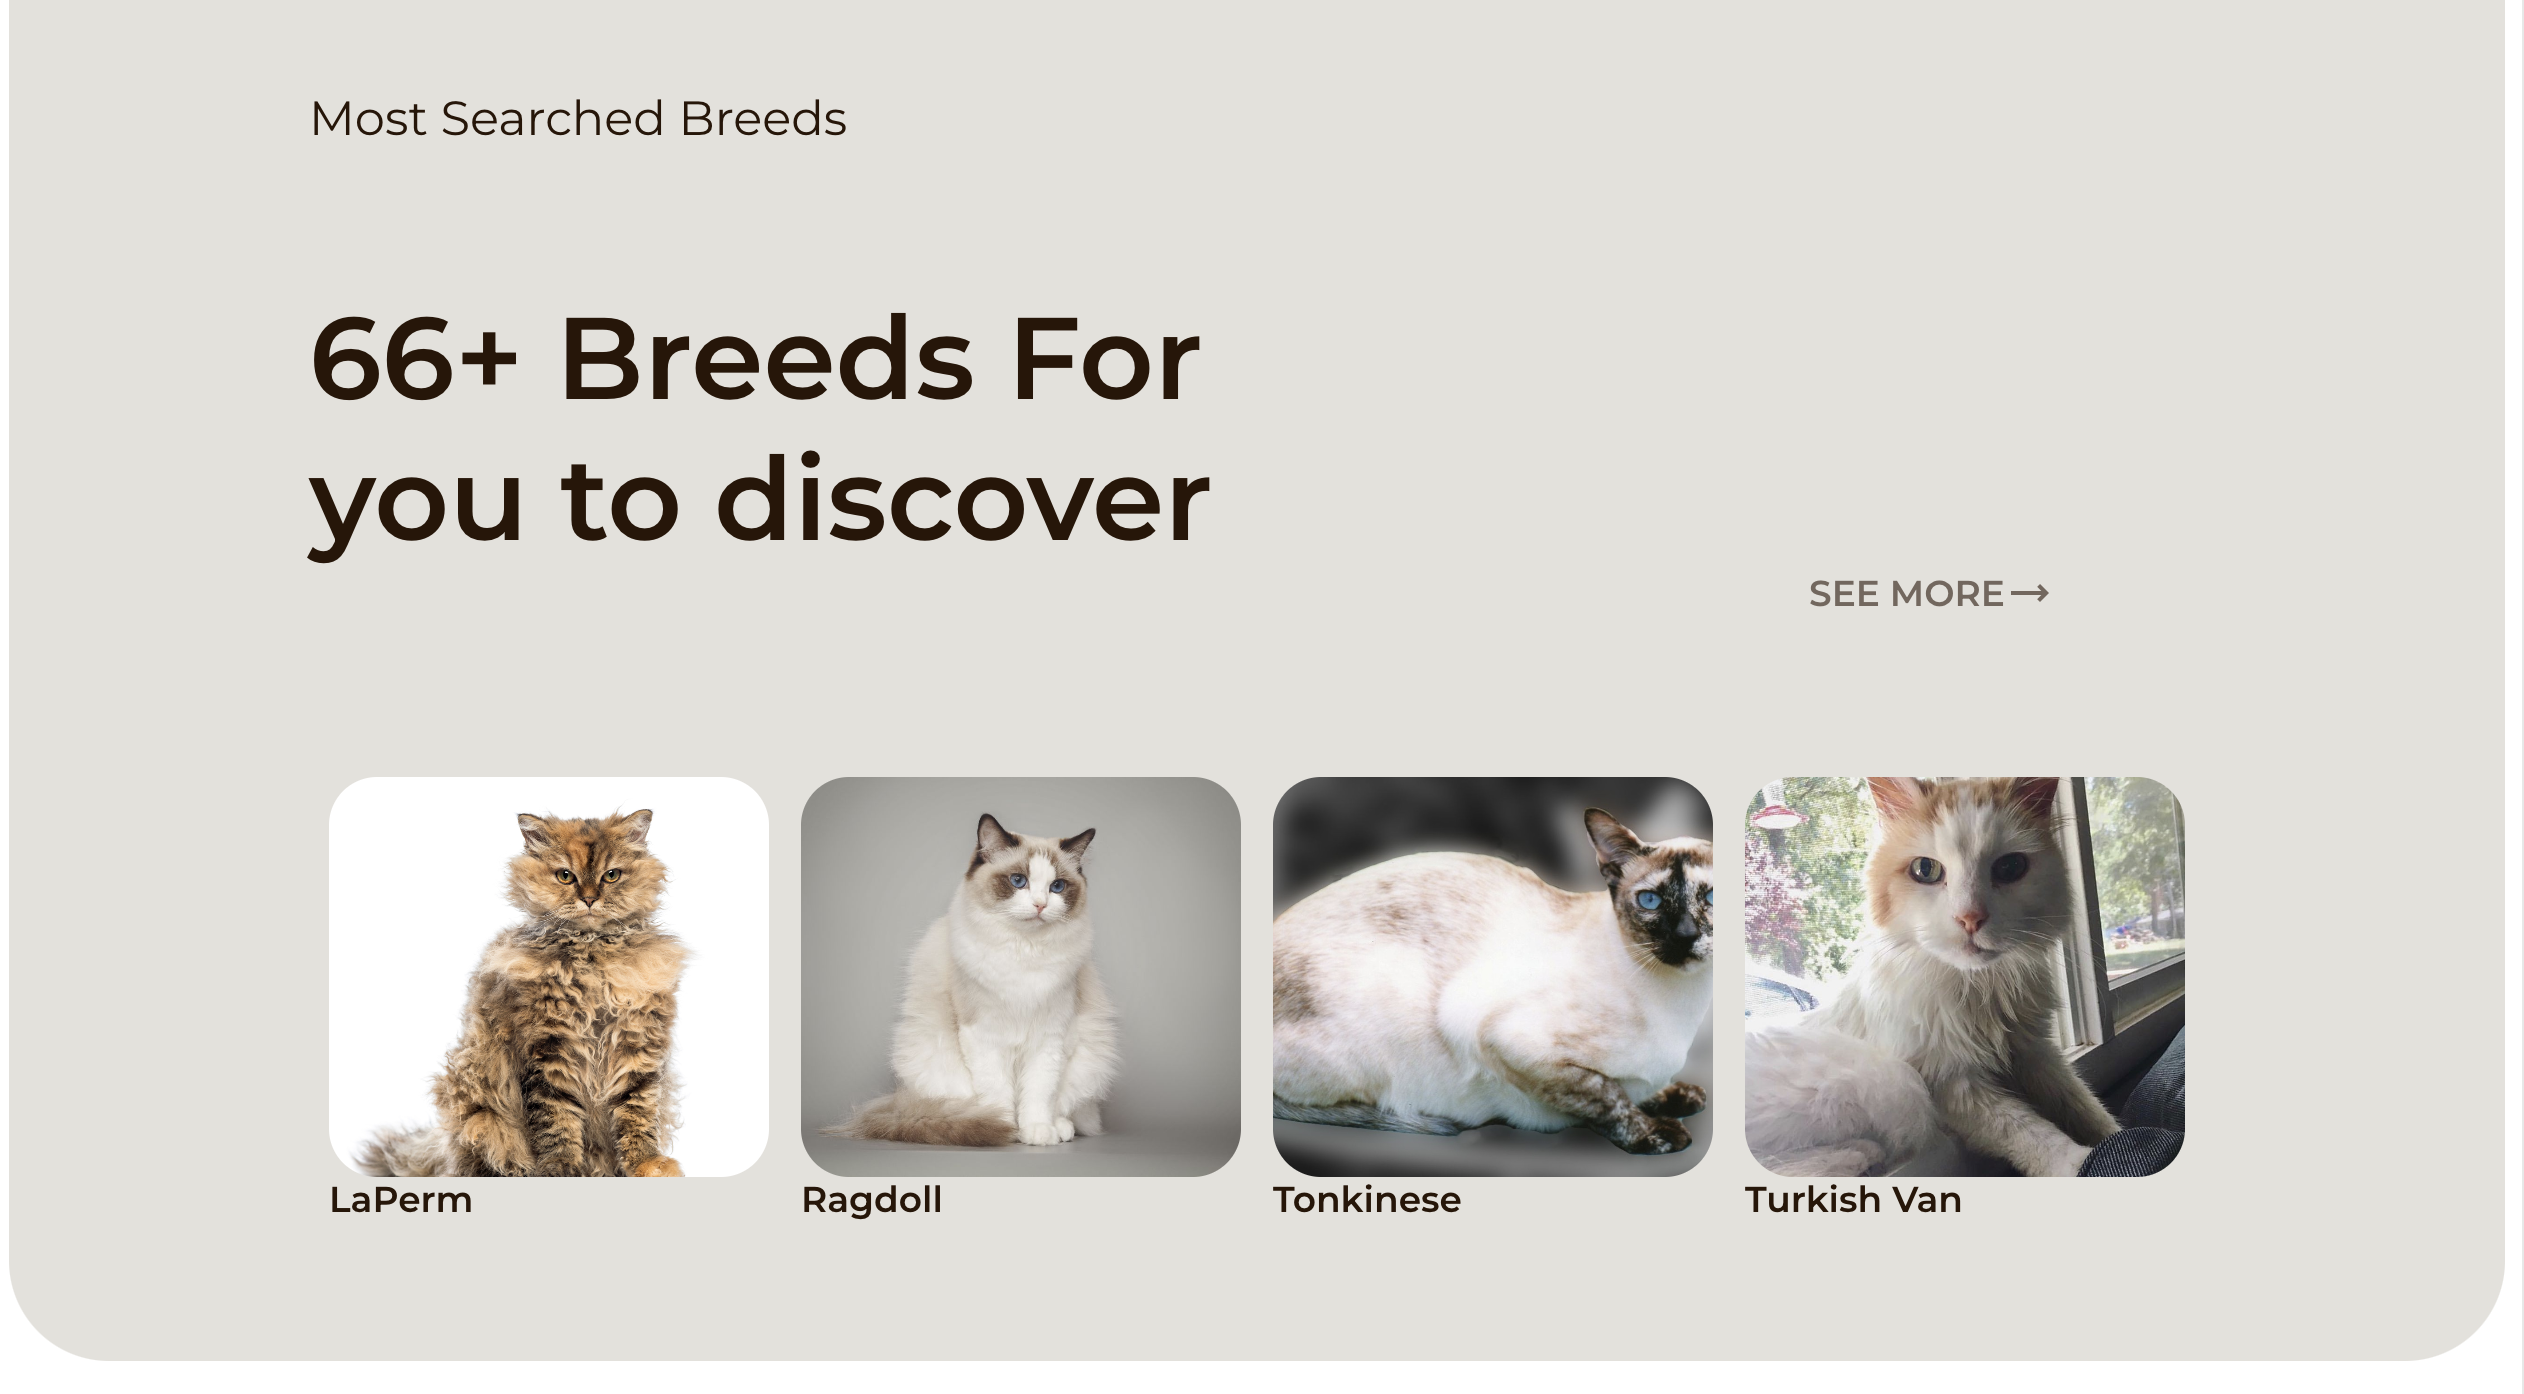 Most Searched Breeds
66+ Breeds For
you to discover
SEE MORE→
LaPerm
Ragdoll
Tonkinese
Turkish Van